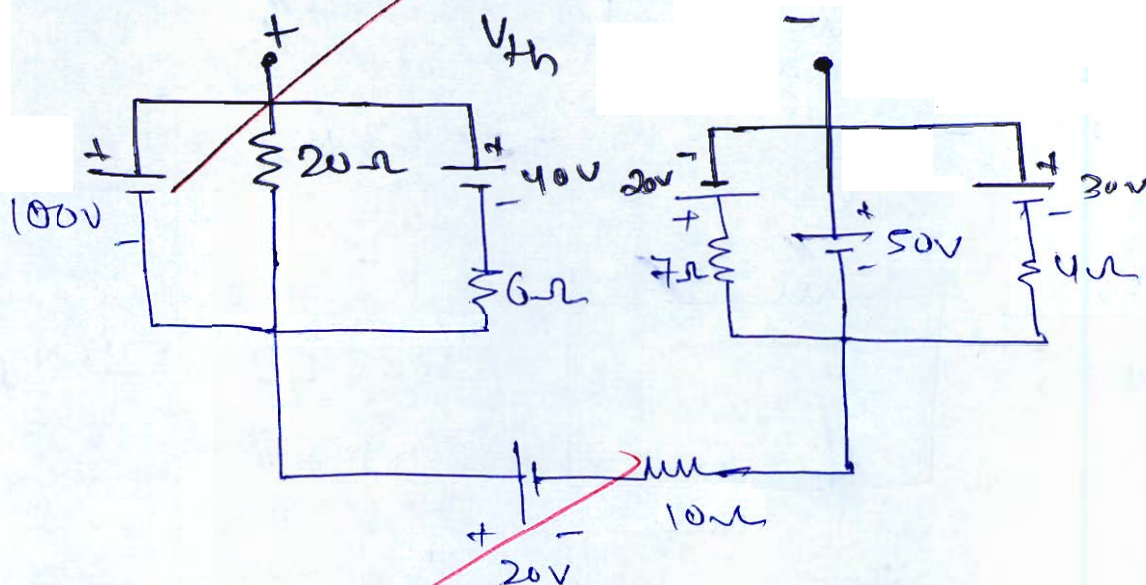 + Vth -
+ 20Ω + 40V - 20V + 30V
100V - - + + 50V -
6Ω 7Ω - 4Ω
10Ω
+ -
20V